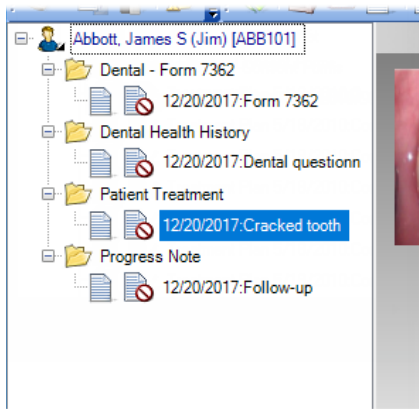 Abbott, James S (Jim) [ABB101]
Dental - Form 7362
12/20/2017:Form 7362
Dental Health History
12/20/2017:Dental questionn
Patient Treatment
12/20/2017:Cracked tooth
Progress Note
12/20/2017:Follow-up